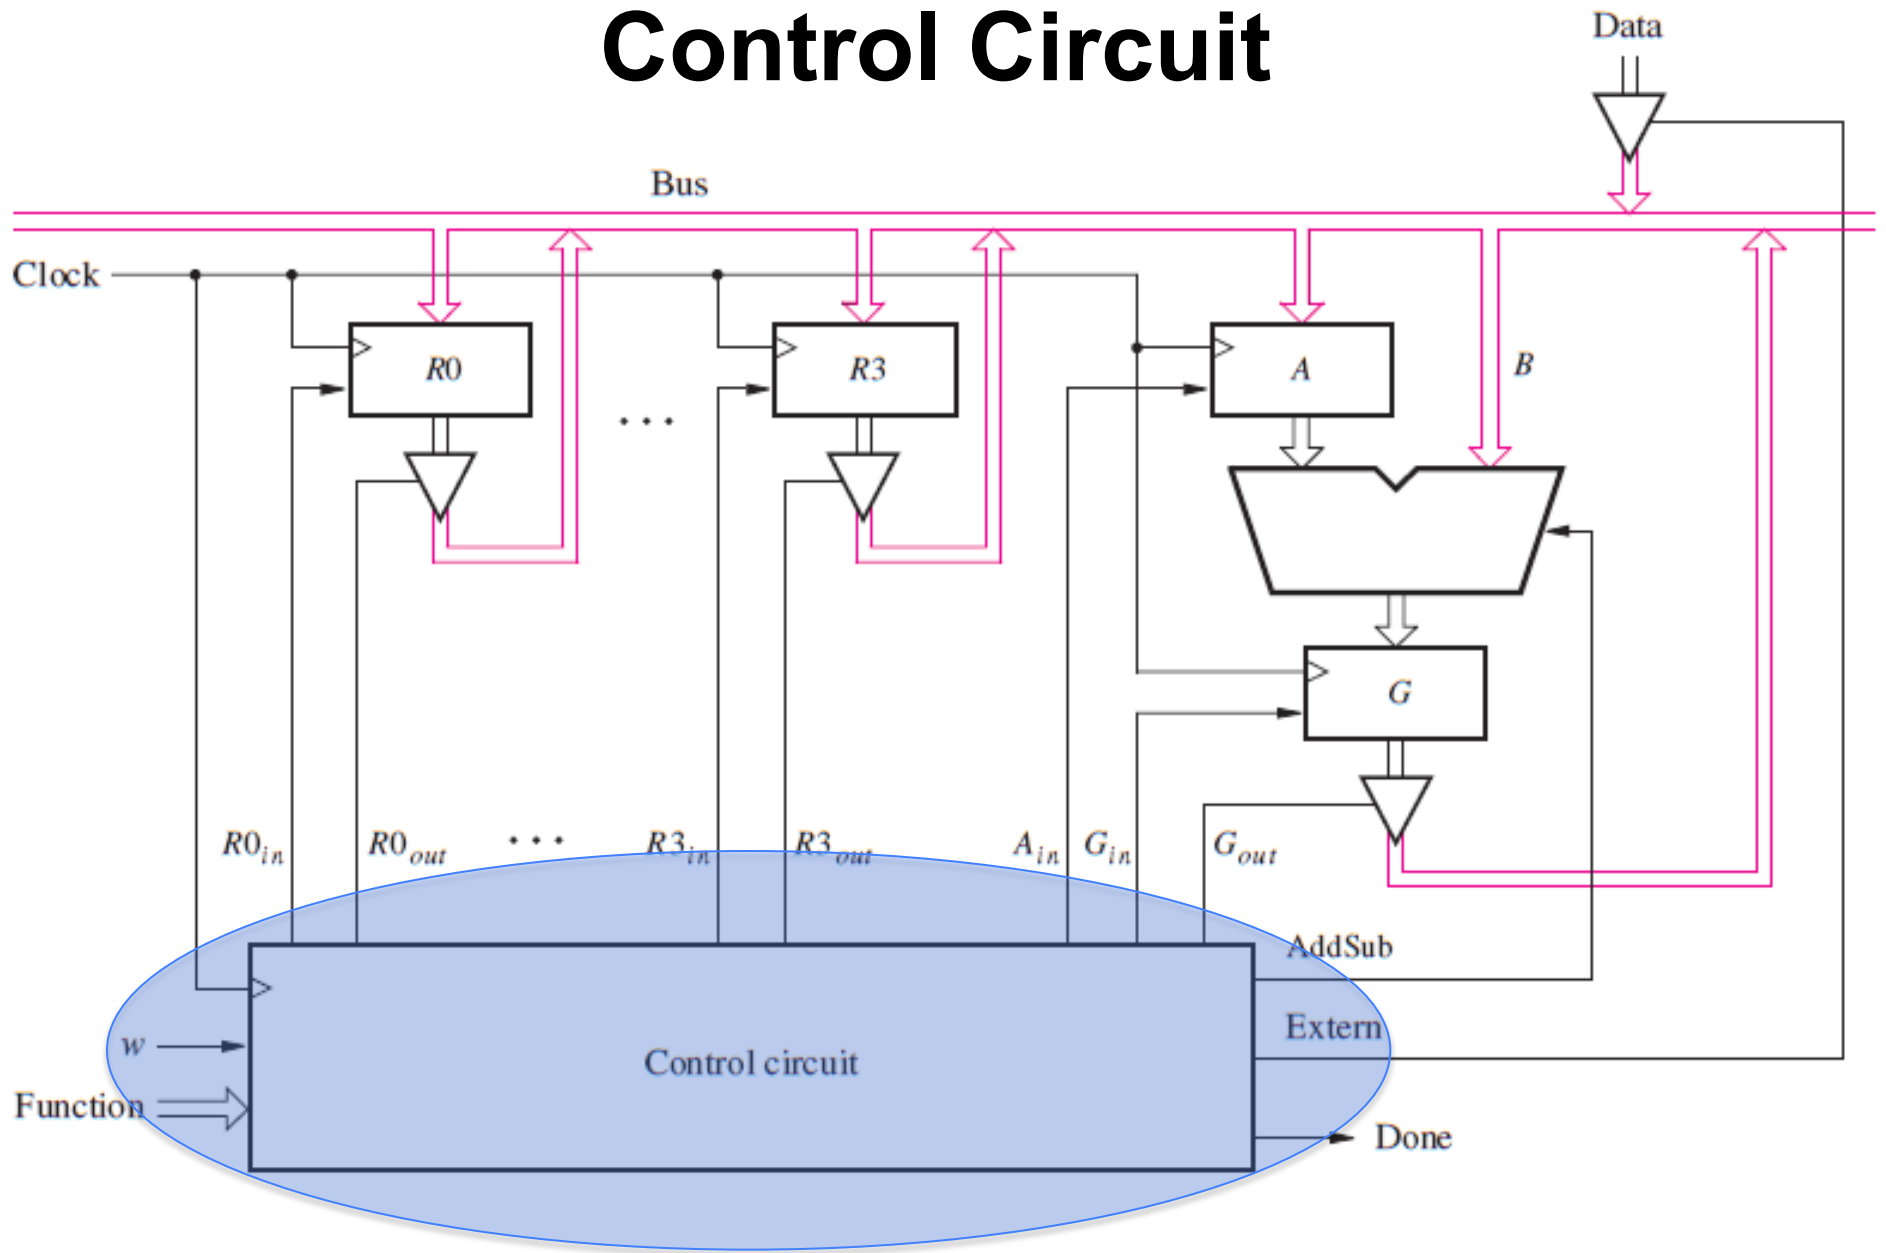 Control Circuit
Data
Bus
Clock
R0
R3
A
B
. . .
G
R0in
R0out
. . .
R3in
R3out
Ain
Gin
Gout
AddSub
Extern
w
Control circuit
Function
Done